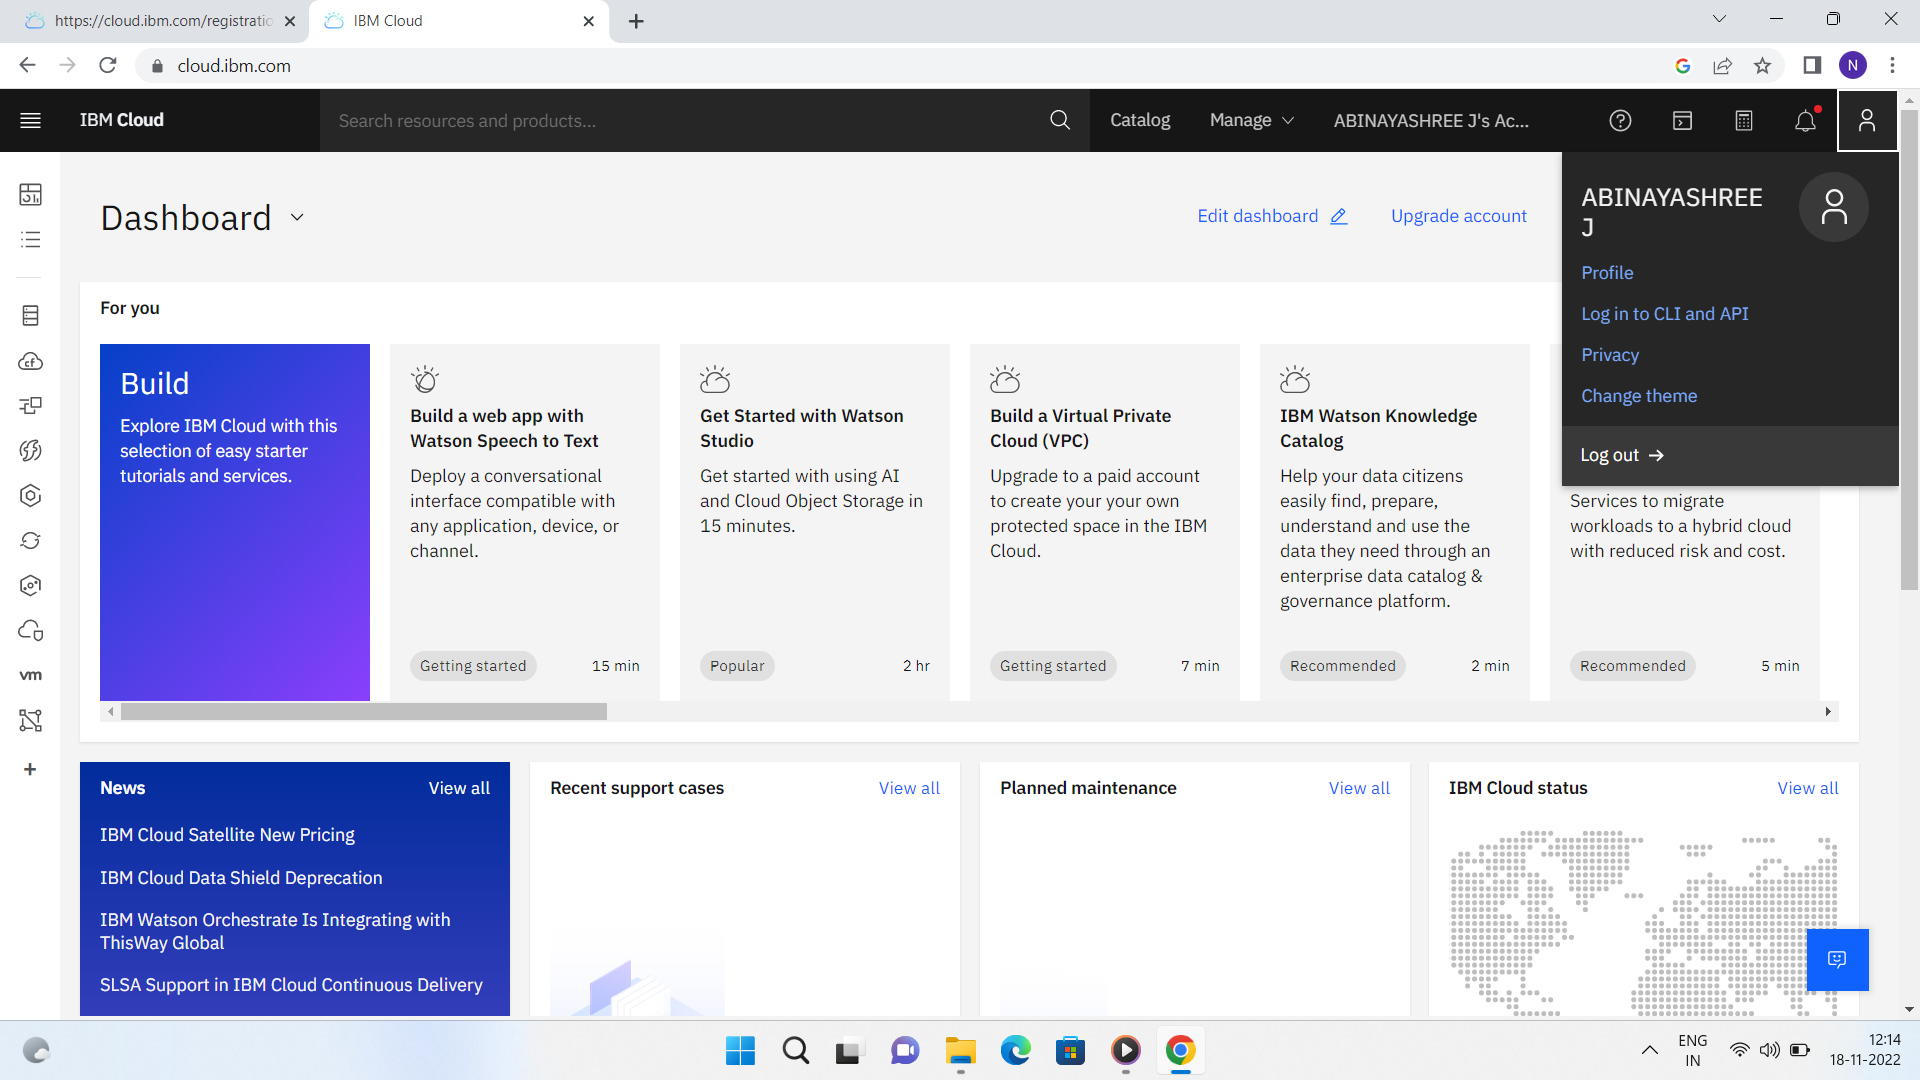 https://cloud.ibm.com/registratio
IBM Cloud
cloud.ibm.com
N
IBM Cloud
Search resources and products...
Catalog
Manage
ABINAYASHREE J's Ac...
ABINAYASHREE
J
Profile
Log in to CLI and API
Privacy
Change theme
Log out
Dashboard
Edit dashboard
Upgrade account
For you
Build
Explore IBM Cloud with this
selection of easy starter
tutorials and services.
Build a web app with
Watson Speech to Text
Deploy a conversational
interface compatible with
any application, device, or
channel.
Getting started
15 min
Get Started with Watson
Studio
Get started with using AI
and Cloud Object Storage in
15 minutes.
Popular
2 hr
Build a Virtual Private
Cloud (VPC)
Upgrade to a paid account
to create your your own
protected space in the IBM
Cloud.
Getting started
7 min
IBM Watson Knowledge
Catalog
Help your data citizens
easily find, prepare,
understand and use the
data they need through an
enterprise data catalog &
governance platform.
Recommended
2 min
Services to migrate
workloads to a hybrid cloud
with reduced risk and cost.
Recommended
5 min
cf
vm
News
View all
IBM Cloud Satellite New Pricing
IBM Cloud Data Shield Deprecation
IBM Watson Orchestrate Is Integrating with
ThisWay Global
SLSA Support in IBM Cloud Continuous Delivery
Recent support cases
View all
Planned maintenance
View all
IBM Cloud status
View all
ENG
IN
12:14
18-11-2022